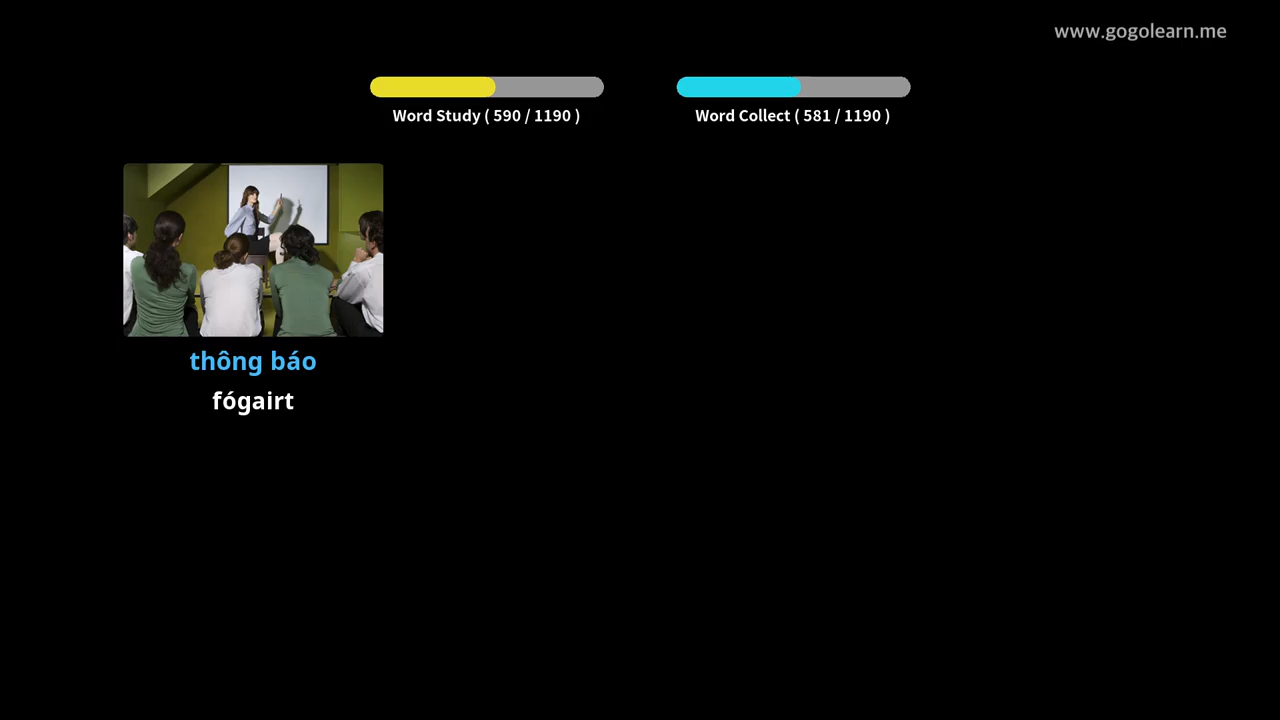 www.gogolearn.me
Word Study ( 590 / 1190 )
Word Collect ( 581 / 1190 )
thông báo
fógairt